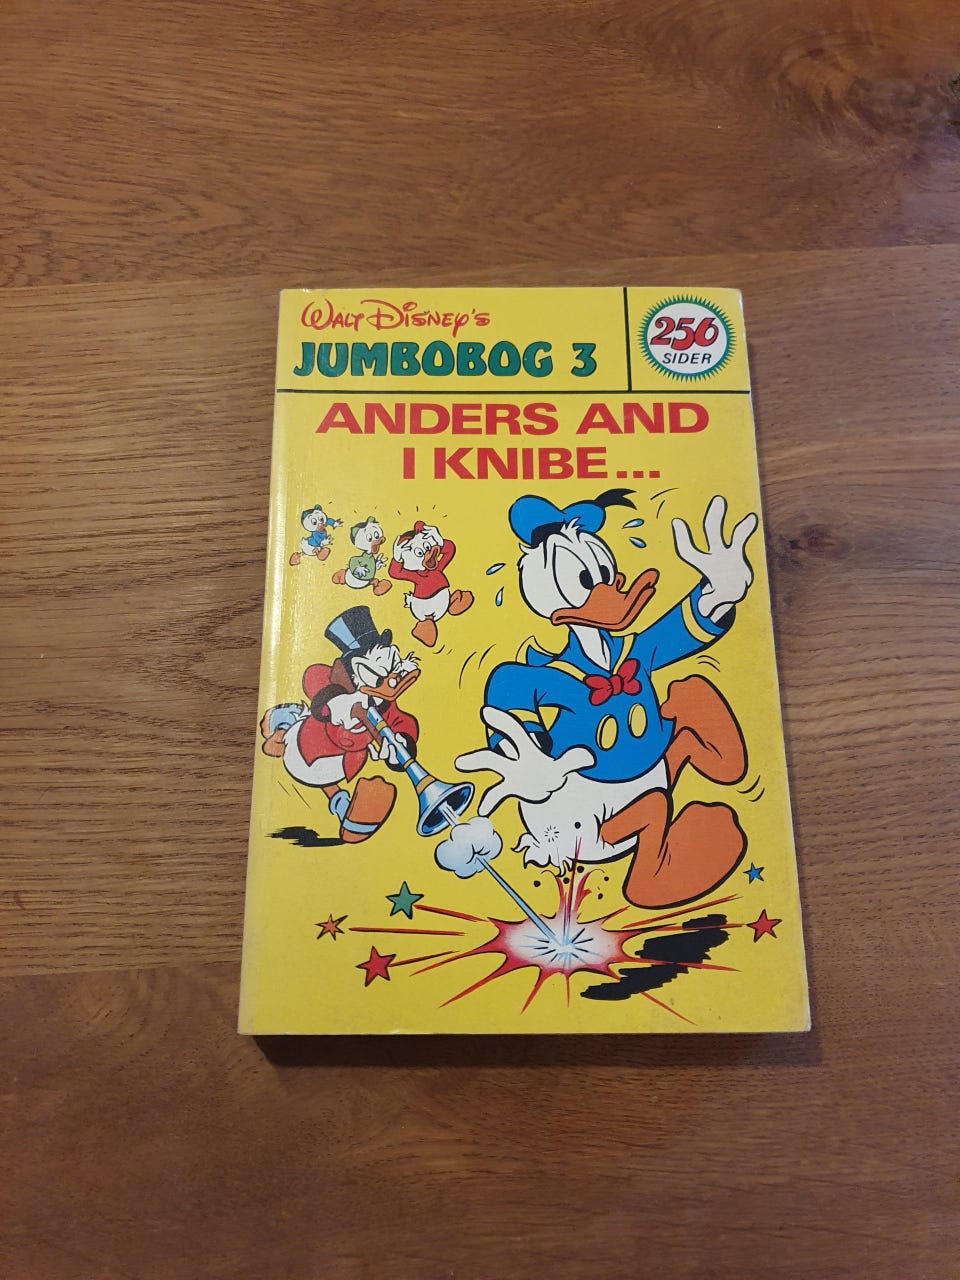 WALT DISNEY'S
JUMBOBOG 3
256
SIDER
ANDERS AND
I KNIBE...